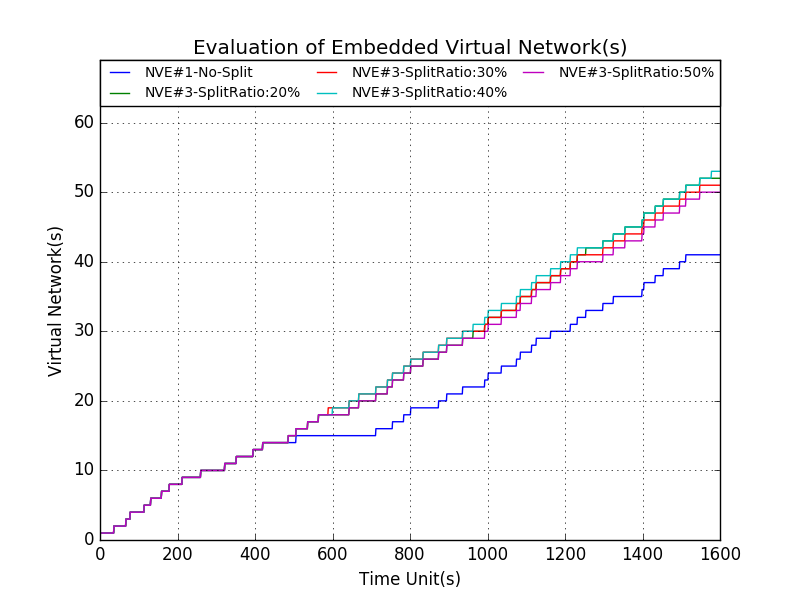 Evaluation of Embedded Virtual Network(s)
NVE#1-No-Split
NVE#3-SplitRatio:20%
NVE#3-SplitRatio:30%
NVE#3-SplitRatio:40%
NVE#3-SplitRatio:50%
60
50
40
30
20
10
0
Virtual Network(s)
0 200 400 600 800 1000 1200 1400 1600
Time Unit(s)